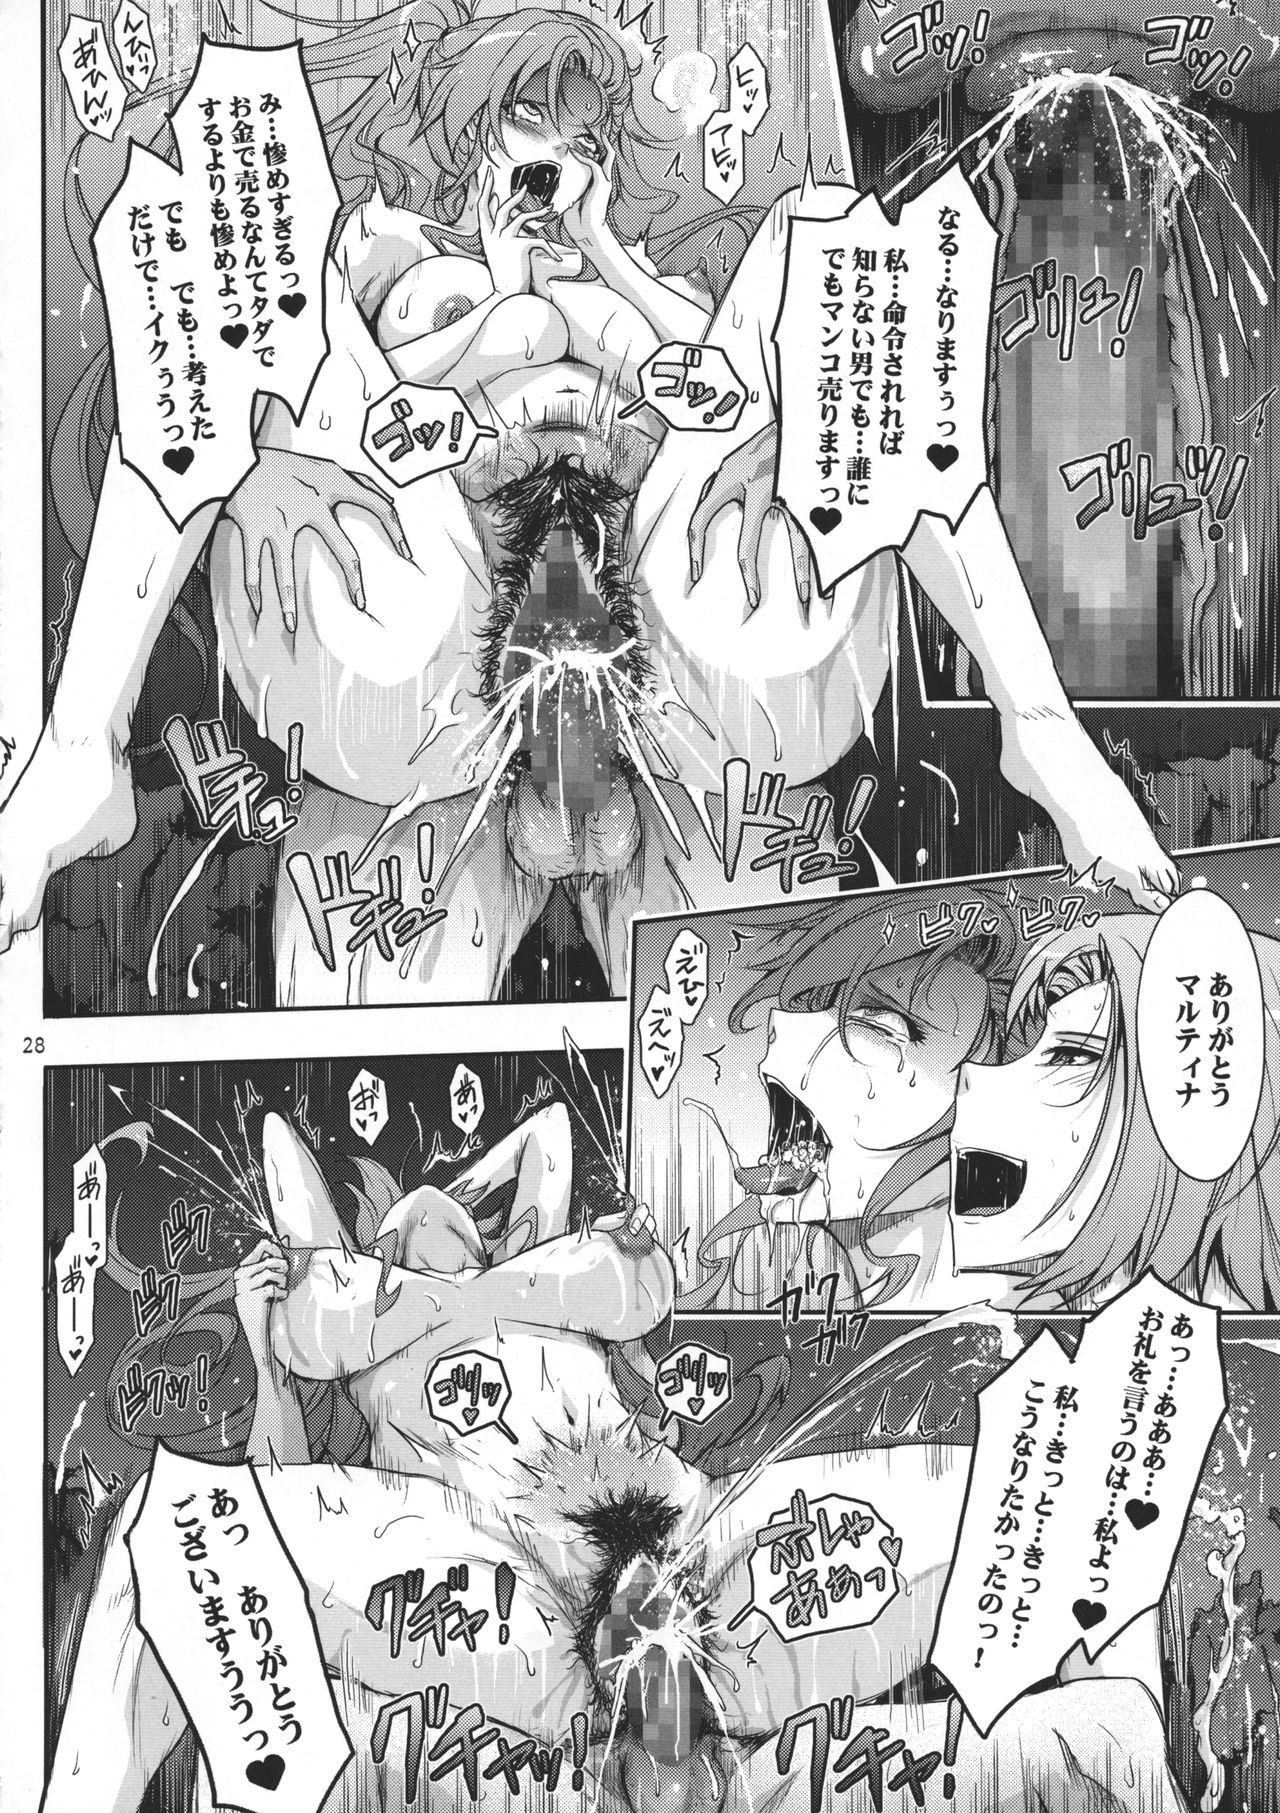 ゴッ!
ゴッ!
ゴリュ!
ゴリュッ!
なる…なりますぅっ♥
私…命令されれば
知らない男でも…誰に
でもマンコ売りますっ♥
ヒッ♥
アヒッ♥
んひぃっ♥
あひん♥
み…惨めすぎるっ♥
お金で売るなんてタダで
するよりも惨めよっ♥
でも でも…考えた
だけで…イクぅうっ♥
ゴッ!
ゴッ!
ドギュ!
ドギュ!
ドギュ!
ありがとう
マルティナ
ビク♥
ビク♥
えひ♥
えへっ♥
あっ…ぁああ…♥
お礼を言うのは…私よっ♥
私…きっと…きっと…
こうなりたかったのっ!
ガク
ガクッ
あっ♥
おっ♥
あーっ♥
あーーっ
ビク
ビクッ!
ゴリッ♥
ゴリッ♥
ぷしゃ
あああっ♥
グチャ!
グチャッ!
グチャ!
あっ ありがとう
ございますううっ♥
28